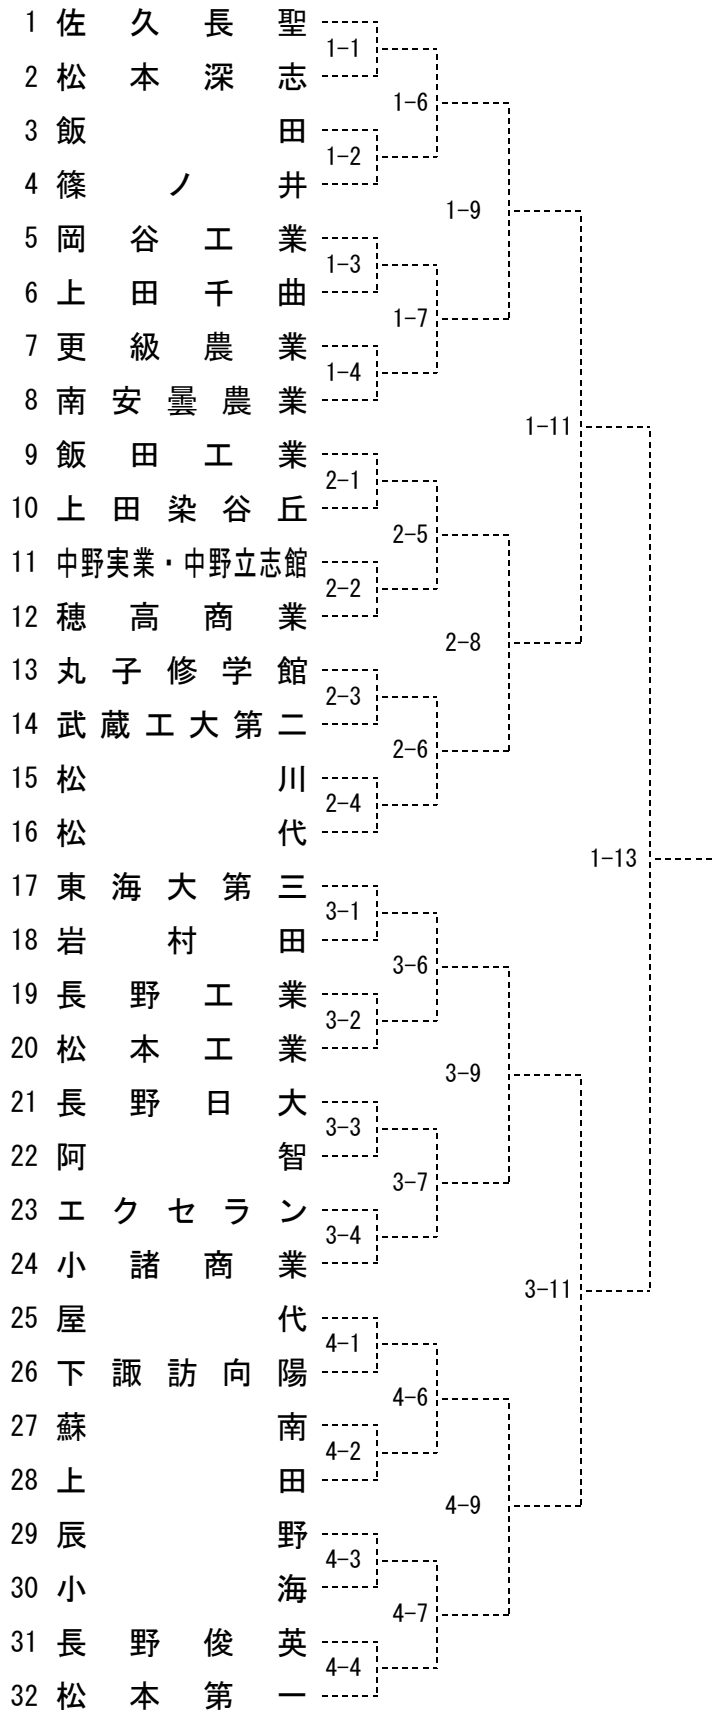 1 佐久長聖
1-1
2 松本深志
1-6
3 飯田
1-2
4 篠ノ井
1-9
5 岡谷工業
1-3
6 上田千曲
1-7
7 更級農業
1-4
8 南安曇農業
1-11
9 飯田工業
2-1
10 上田染谷丘
2-5
11 中野実業・中野立志館
2-2
12 穂高商業
2-8
13 丸子修学館
2-3
14 武蔵工大第二
2-6
15 松川
2-4
16 松代
1-13
17 東海大第三
3-1
18 岩村田
3-6
19 長野工業
3-2
20 松本工業
3-9
21 長野日大
3-3
22 阿智
3-7
23 エクセラン
3-4
24 小諸商業
3-11
25 屋代
4-1
26 下諏訪向陽
4-6
27 蘇南
4-2
28 上田
4-9
29 辰野
4-3
30 小海
4-7
31 長野俊英
4-4
32 松本第一